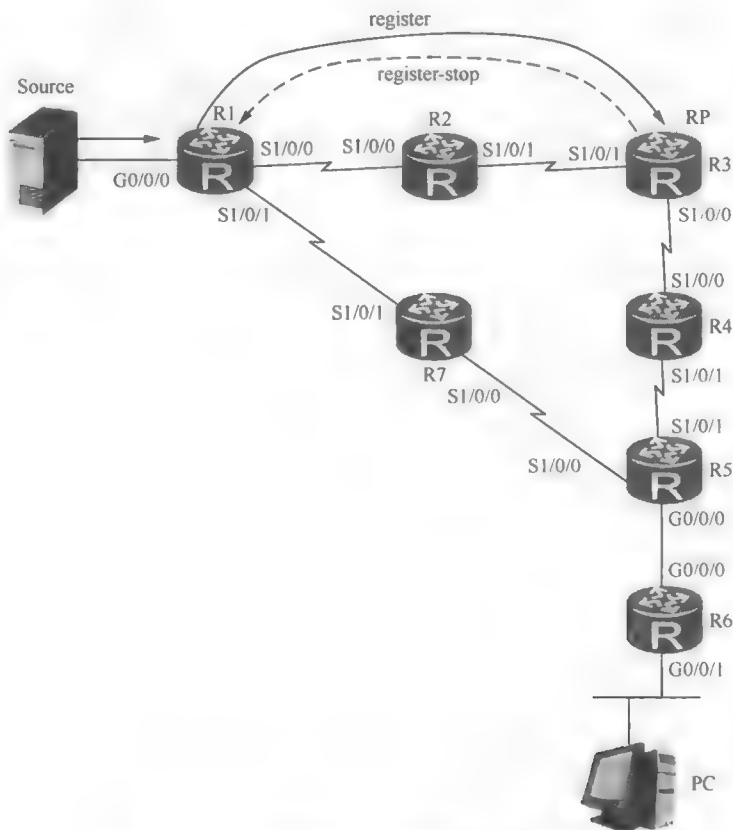 register
register-stop
Source
R1
R2
RP
S1/0/0
S1/0/0
S1/0/1
S1/0/1
R3
G0/0/0
S1/0/1
S1/0/0
S1/0/0
S1/0/1
R4
R7
S1/0/1
S1/0/0
S1/0/1
S1/0/0
R5
G0/0/0
G0/0/0
R6
G0/0/1
PC
R
R
R
R
R
R
R